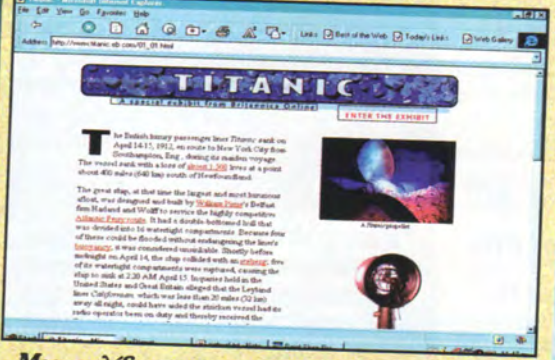 Microsoft Internet Explorer
File Edit View Go Favorites Help
Links Best of the Web Today's Links Web Gallery
Address http://www.titanic.eb.com/01_01.html
TITANIC
A special exhibit from Britannica Online
ENTER THE EXHIBIT
The British luxury passenger liner Titanic sank on
April 14-15, 1912, en route to New York City from
Southampton, Eng., during its maiden voyage.
The vessel sank with a loss of about 1,500 lives at a point
about 400 miles (640 km) south of Newfoundland.
The great ship, at that time the largest and most luxurious
afloat, was designed and built by William Pirrie's Belfast
firm Harland and Wolff to service the highly competitive
Atlantic Ferry route. It had a double-bottomed hull that
was divided into 16 watertight compartments. Because four
of these could be flooded without endangering the liner's
buoyancy, it was considered unsinkable. Shortly before
midnight on April 14, the ship collided with an iceberg; five
of its watertight compartments were ruptured, causing the
ship to sink at 2:20 AM April 15. Inquiries held in the
United States and Great Britain alleged that the Leyland
liner Californian, which was less than 20 miles (32 km)
away all night, could have aided the stricken vessel had its
radio operator been on duty and thereby received the
A Titanic propeller